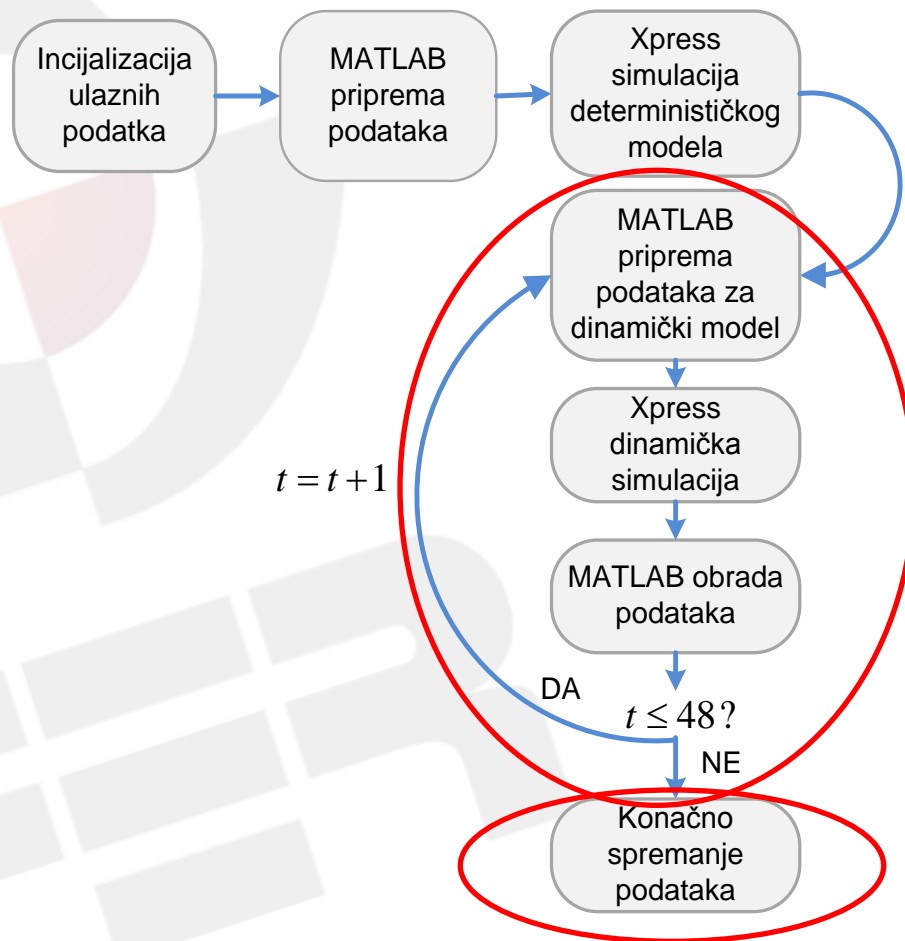 Incijalizacija
ulaznih
podatka
MATLAB
priprema
podataka
Xpress
simulacija
determinističkog
modela
MATLAB
priprema
podataka za
dinamički model
Xpress
dinamička
simulacija
t = t + 1
MATLAB obrada
podataka
DA
t ≤ 48 ?
NE
Konačno
spremanje
podataka